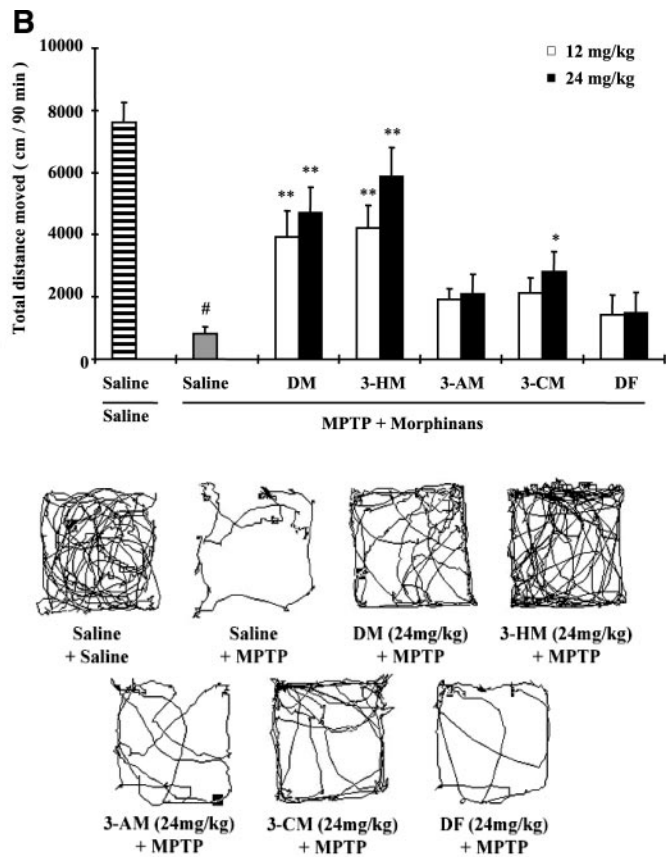 B
10000
8000
6000
4000
2000
0
Total distance moved ( cm / 90 min )
12 mg/kg
24 mg/kg
#
**
**
**
**
*
Saline
Saline
DM
3-HM
3-AM
3-CM
DF
Saline
MPTP + Morphinans
Saline
+ Saline
Saline
+ MPTP
DM (24mg/kg)
+ MPTP
3-HM (24mg/kg)
+ MPTP
3-AM (24mg/kg)
+ MPTP
3-CM (24mg/kg)
+ MPTP
DF (24mg/kg)
+ MPTP